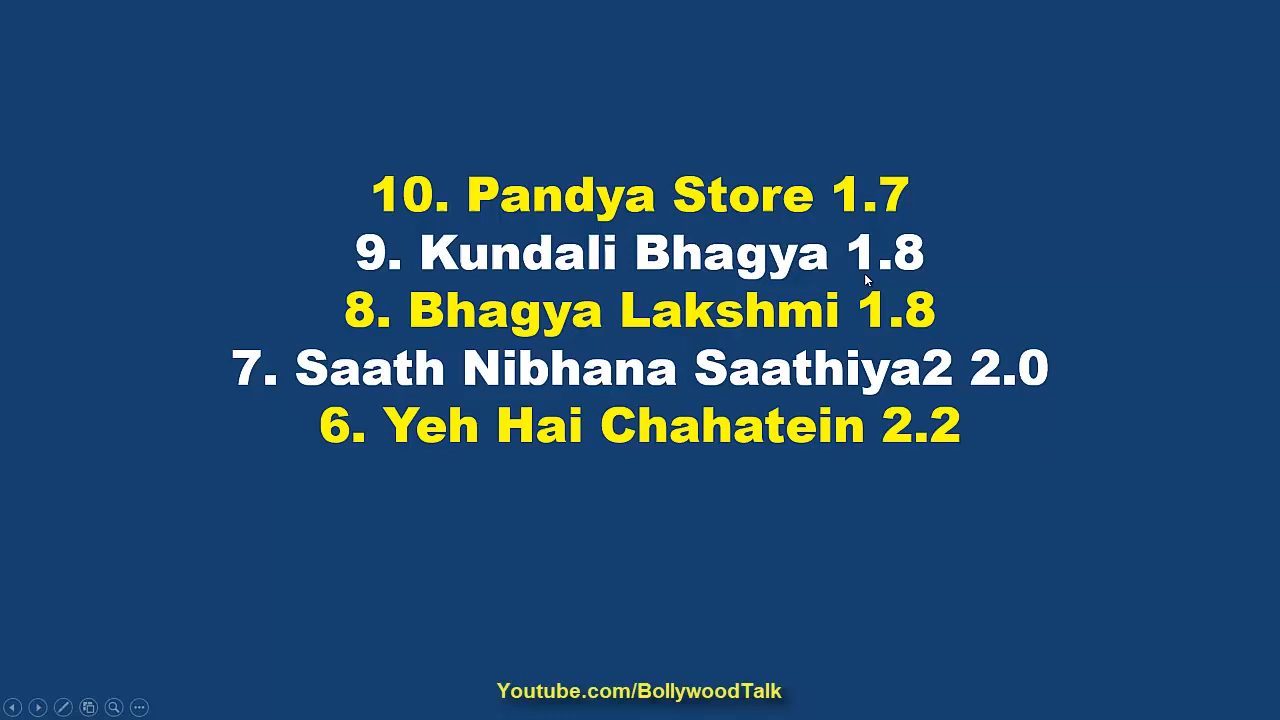 10. Pandya Store 1.7
9. Kundali Bhagya 1.8
8. Bhagya Lakshmi 1.8
7. Saath Nibhana Saathiya2 2.0
6. Yeh Hai Chahatein 2.2
Youtube.com/BollywoodTalk